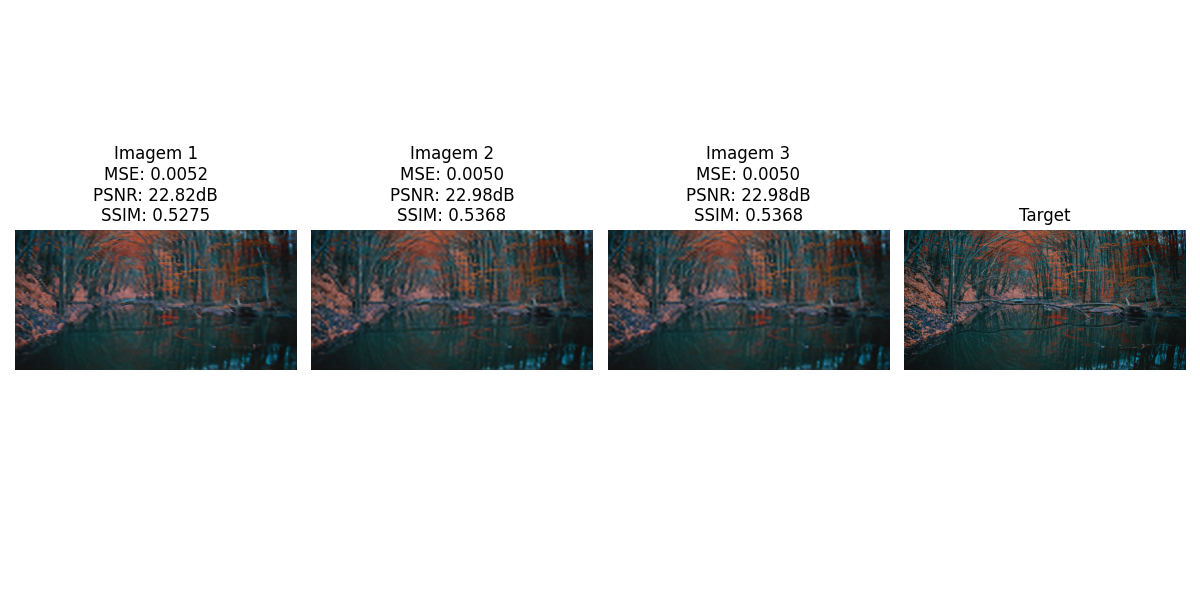 Imagem 1
MSE: 0.0052
PSNR: 22.82dB
SSIM: 0.5275
Imagem 2
MSE: 0.0050
PSNR: 22.98dB
SSIM: 0.5368
Imagem 3
MSE: 0.0050
PSNR: 22.98dB
SSIM: 0.5368
Target